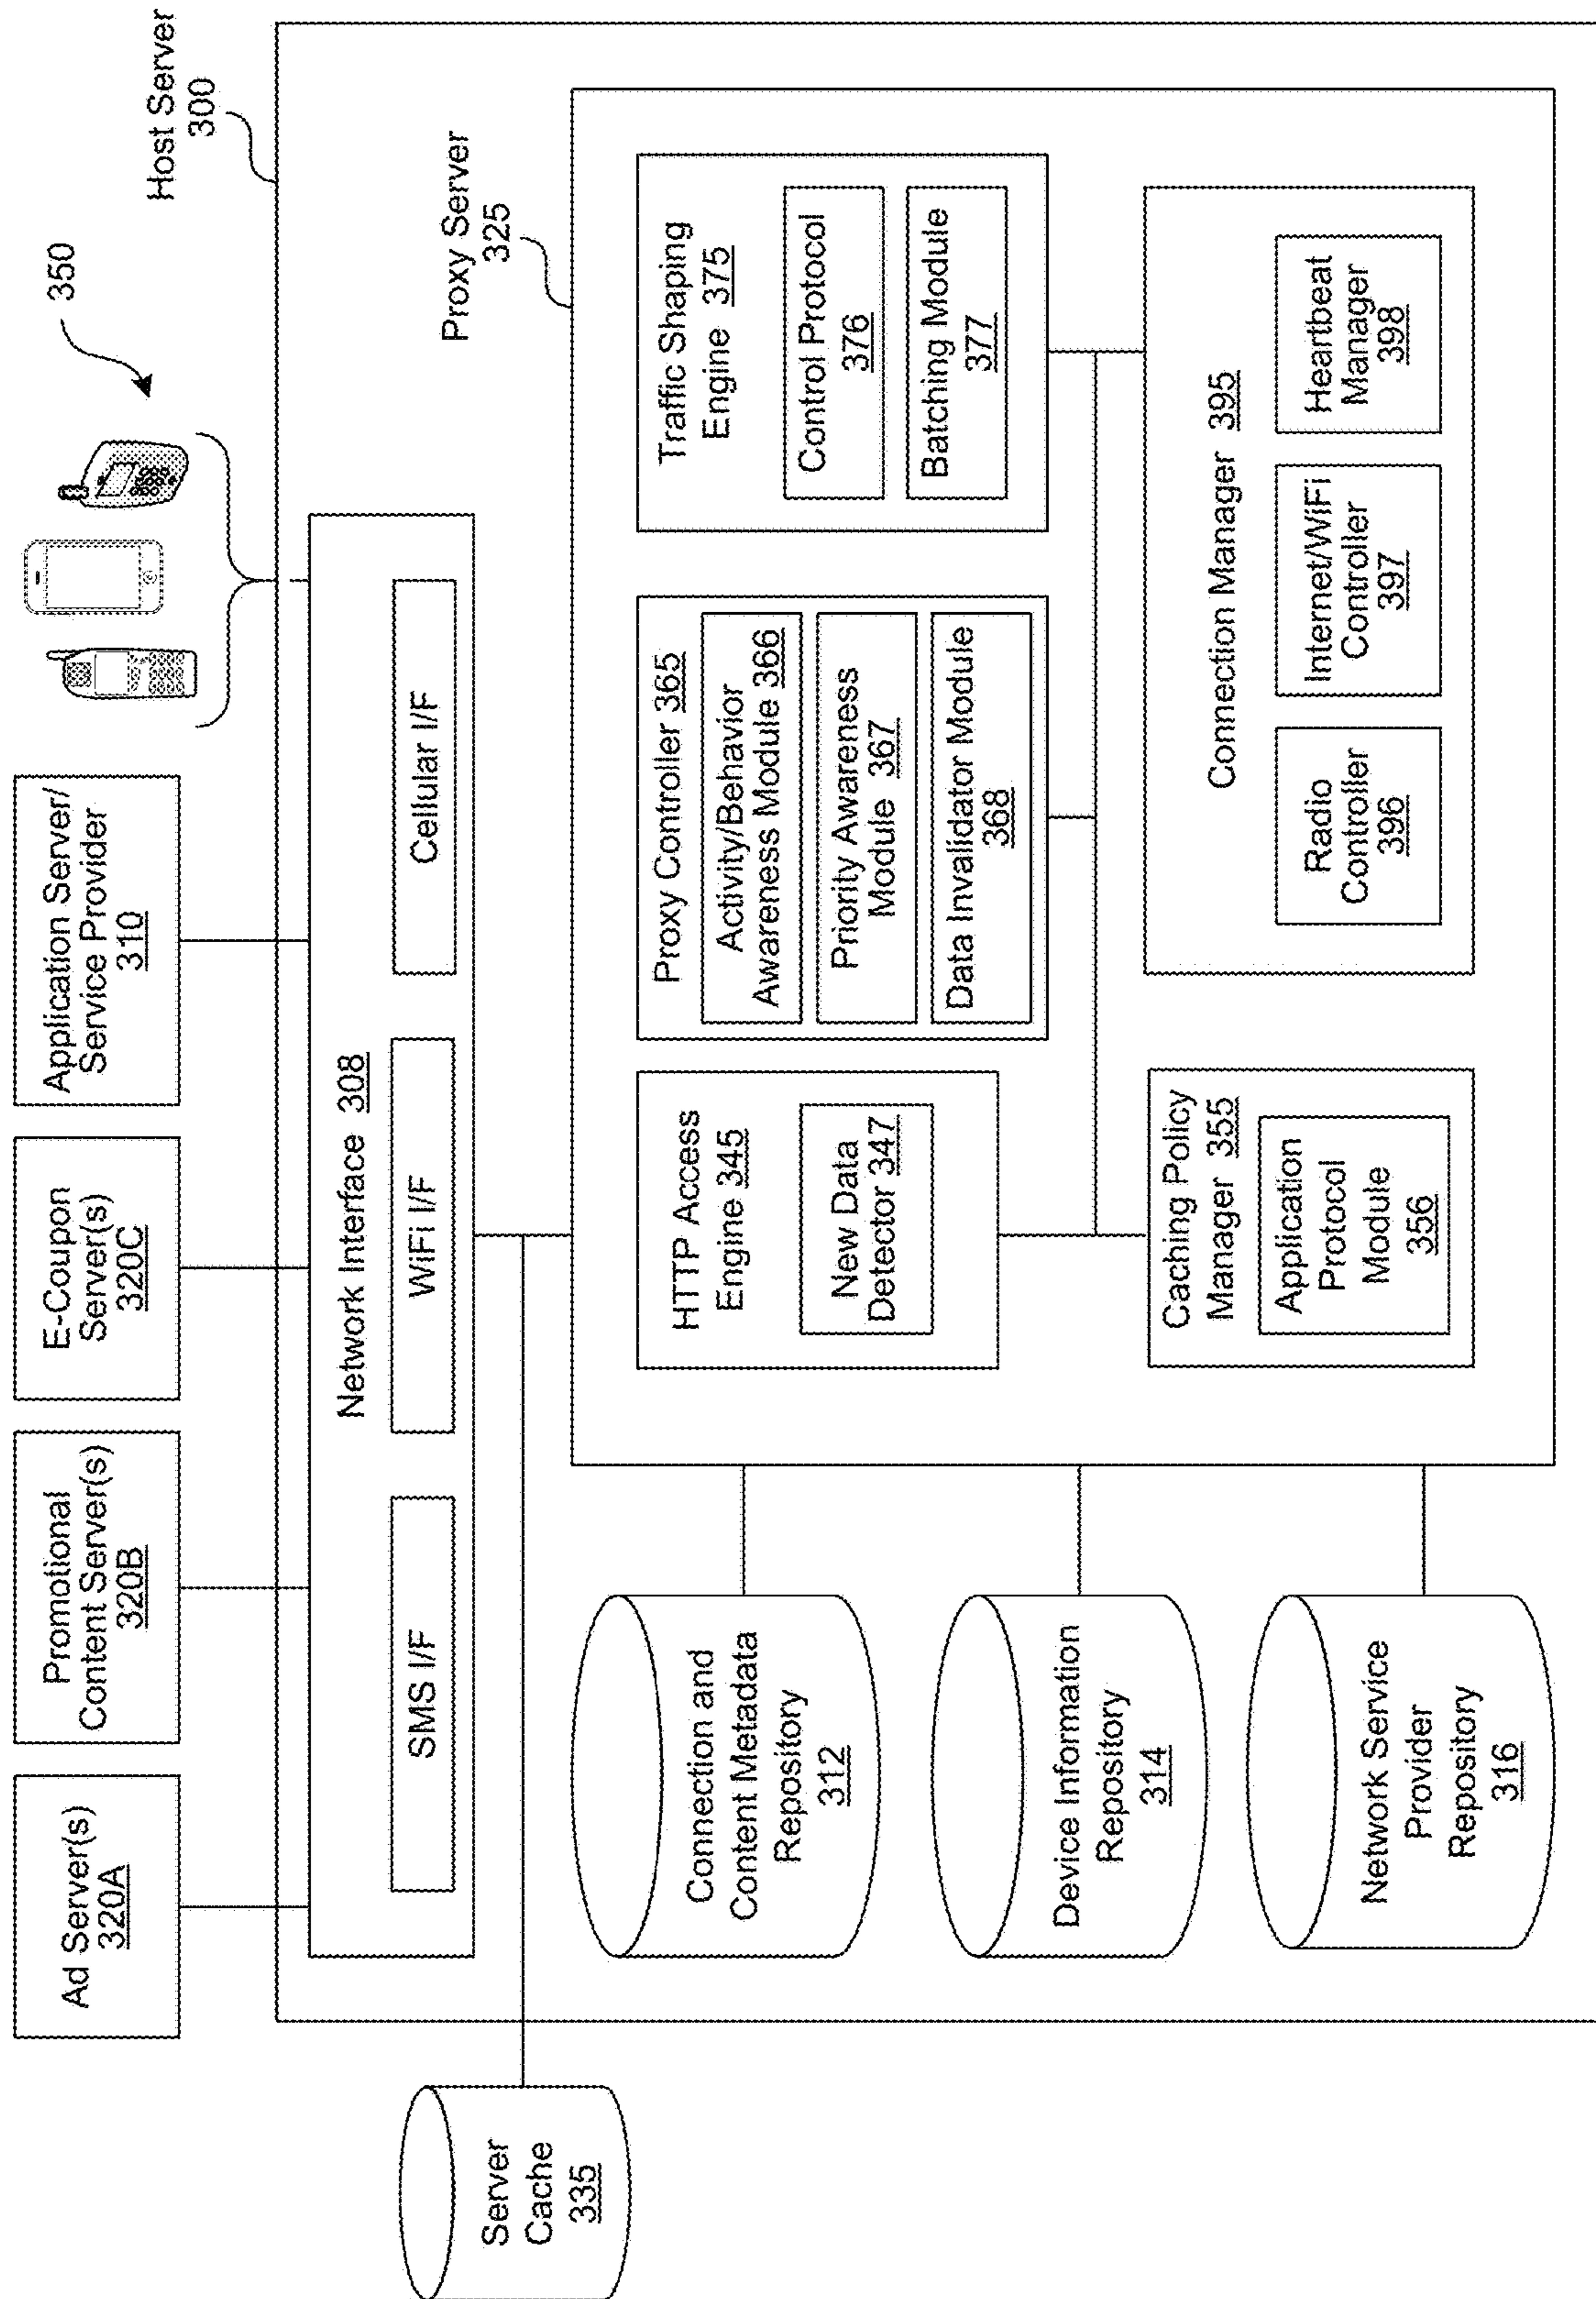 Ad Server(s)
320A
Promotional
Content Server(s)
320B
E-Coupon
Server(s)
320C
Application Server/
Service Provider
310
350
Host Server
300
Network Interface 308
SMS I/F
WiFi I/F
Cellular I/F
Server
Cache
335
Proxy Server
325
Connection and
Content Metadata
Repository
312
Device Information
Repository
314
Network Service
Provider
Repository
316
HTTP Access
Engine 345
New Data
Detector 347
Proxy Controller 365
Activity/Behavior
Awareness Module 366
Priority Awareness
Module 367
Data Invalidator Module
368
Traffic Shaping
Engine 375
Control Protocol
376
Batching Module
377
Caching Policy
Manager 355
Application
Protocol
Module
356
Connection Manager 395
Radio
Controller
396
Internet/WiFi
Controller
397
Heartbeat
Manager
398